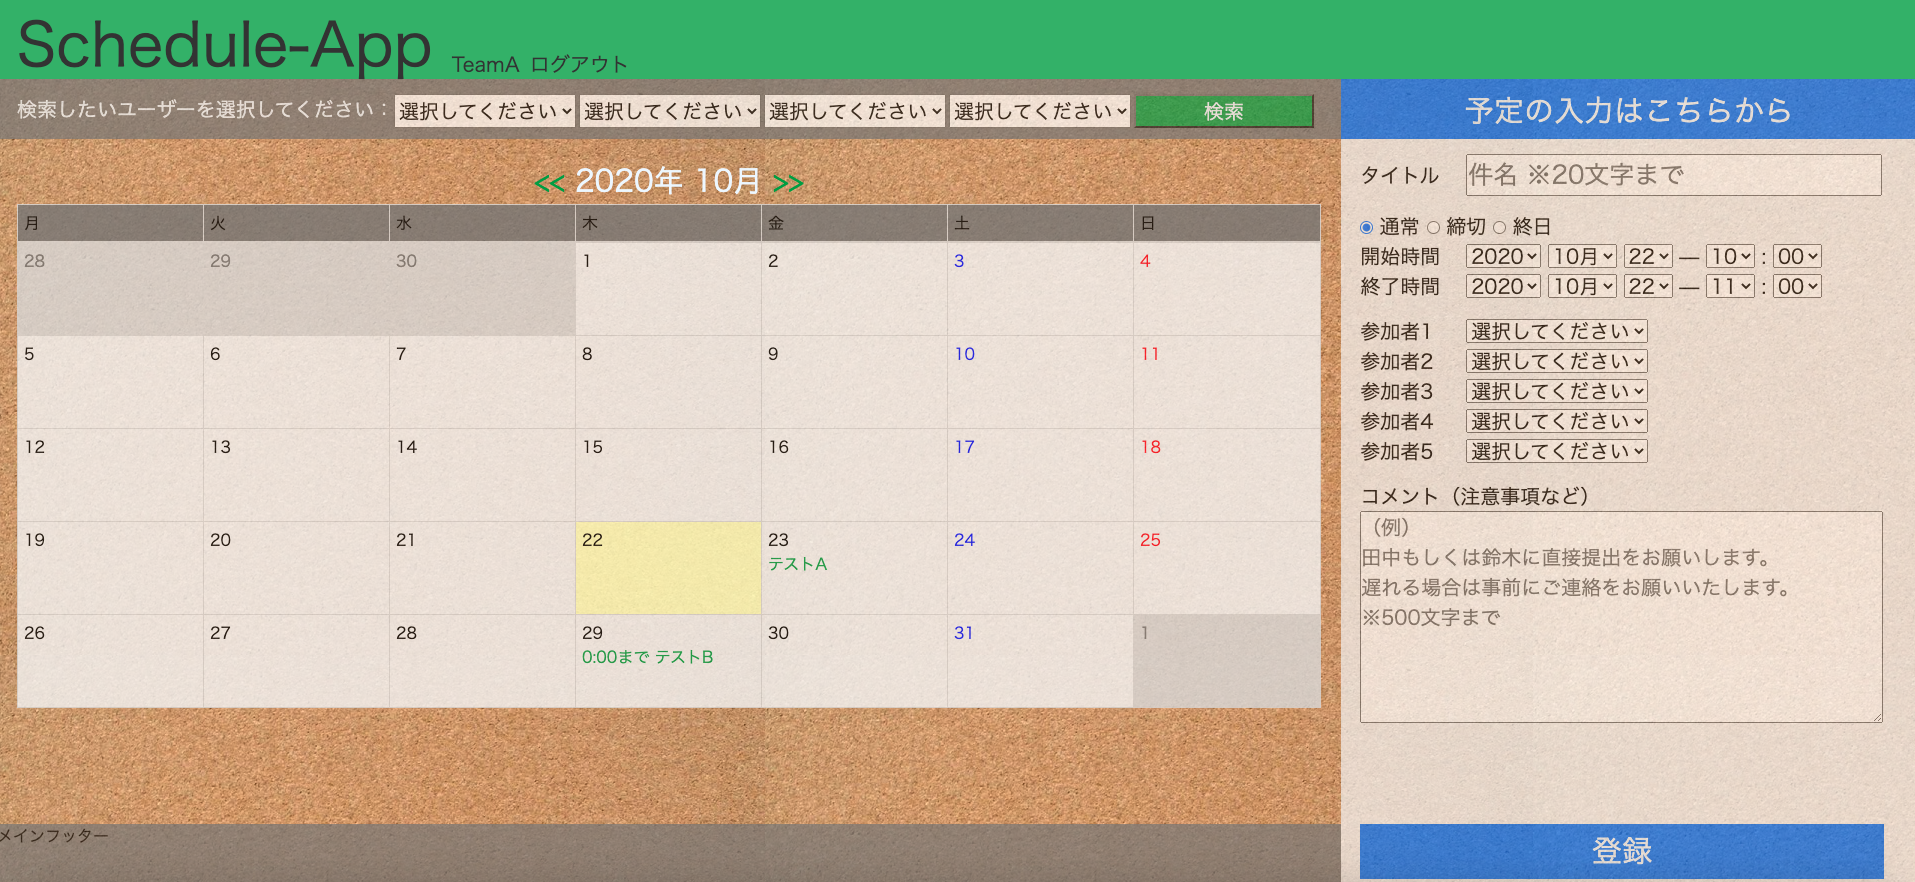 Schedule-App TeamA ログアウト
検索したいユーザーを選択してください： 選択してください 選択してください 選択してください 選択してください 検索
<< 2020年 10月 >>
月 火 水 木 金 土 日
28 29 30 1 2 3 4
5 6 7 8 9 10 11
12 13 14 15 16 17 18
19 20 21 22 23 24 25
テストA
26 27 28 29 30 31 1
0:00まで テストB
メインフッター
予定の入力はこちらから
タイトル 件名 ※20文字まで
通常 締切 終日
開始時間 2020 10月 22 — 10 : 00
終了時間 2020 10月 22 — 11 : 00
参加者1 選択してください
参加者2 選択してください
参加者3 選択してください
参加者4 選択してください
参加者5 選択してください
コメント（注意事項など）
（例）
田中もしくは鈴木に直接提出をお願いします。
遅れる場合は事前にご連絡をお願いいたします。
※500文字まで
登録